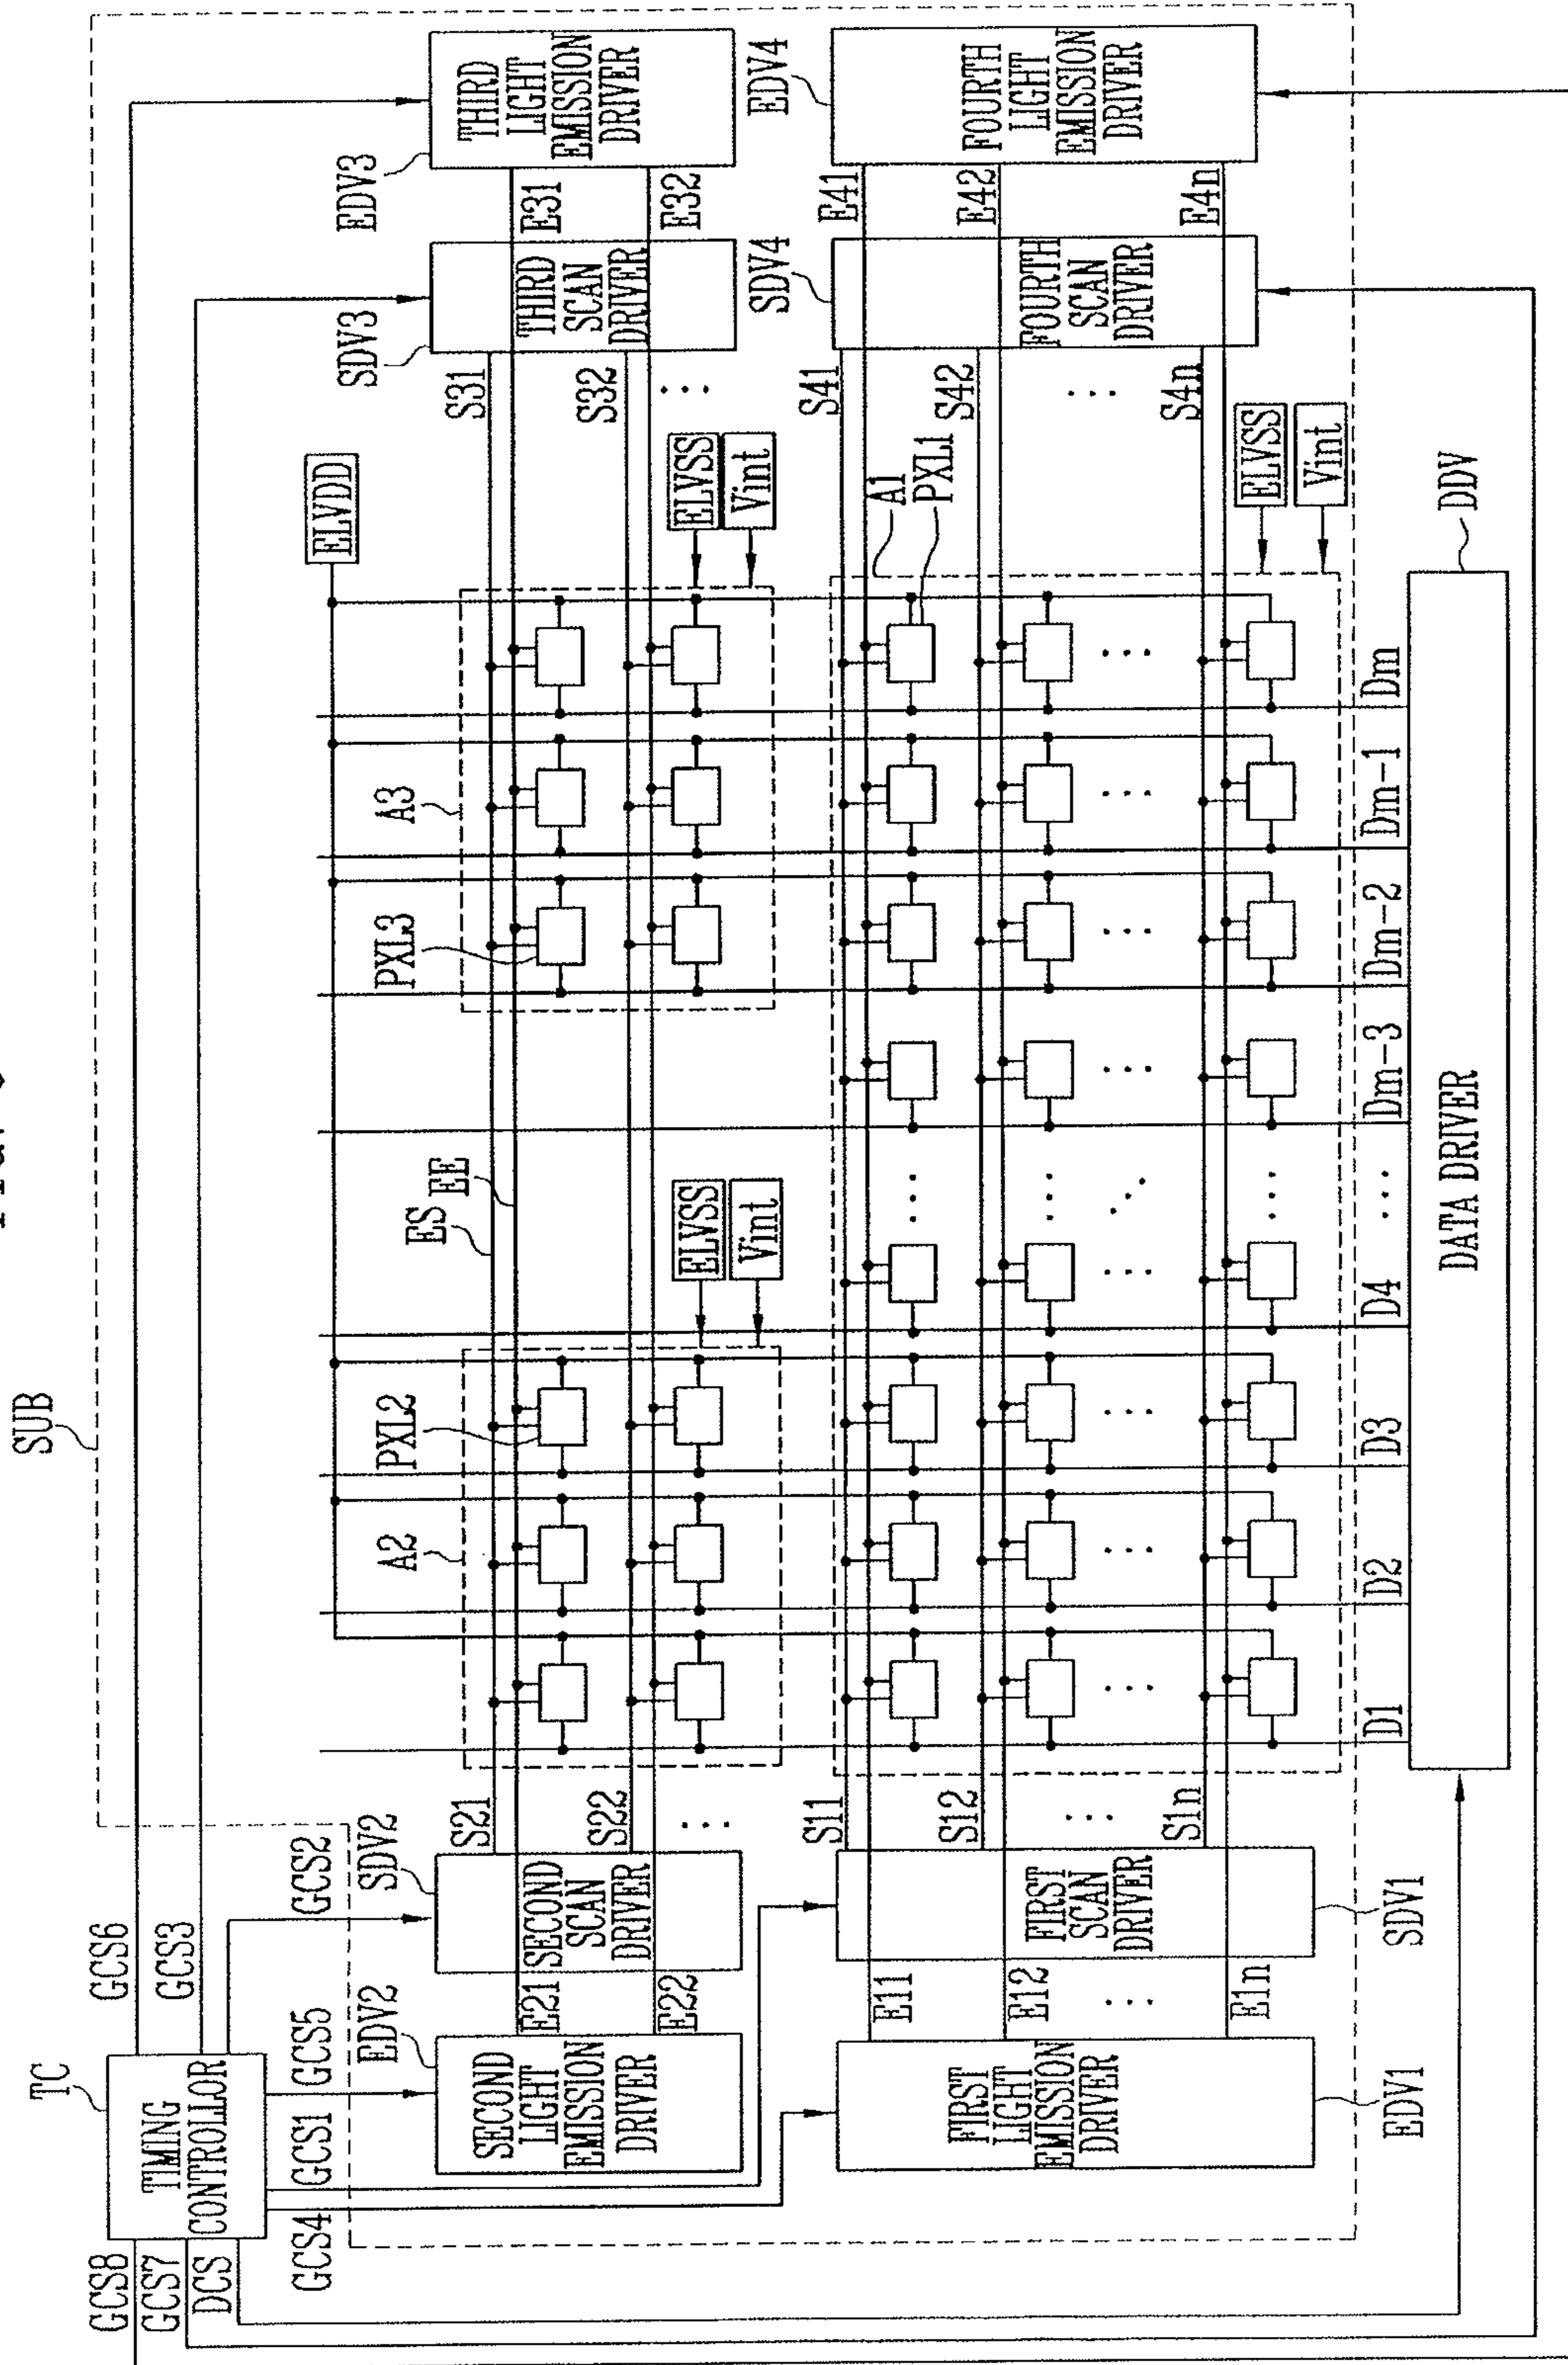 SUB
TC
TIMING
CONTROLLOR
GCS8
GCS7
DCS
GCS6
GCS3
GCS2
GCS5
GCS1
GCS4
SDV2
EDV2
SECOND
LIGHT
EMISSION
DRIVER
E21
E22
SECOND
SCAN
DRIVER
S21
S22
...
A2
PXL2
ES
EE
ELVSS
Vint
PXL3
A3
ELVDD
ELVSS
Vint
S31
S32
...
SDV3
THIRD
SCAN
DRIVER
E31
E32
EDV3
THIRD
LIGHT
EMISSION
DRIVER
FIRST
LIGHT
EMISSION
DRIVER
EDV1
E11
E12
...
E1n
FIRST
SCAN
DRIVER
SDV1
S11
S12
...
S1n
A1
PXL1
ELVSS
Vint
S41
S42
...
S4n
SDV4
FOURTH
SCAN
DRIVER
E41
E42
E4n
EDV4
FOURTH
LIGHT
EMISSION
DRIVER
D1
D2
D3
D4
...
Dm-3
Dm-2
Dm-1
Dm
DATA DRIVER
DDV